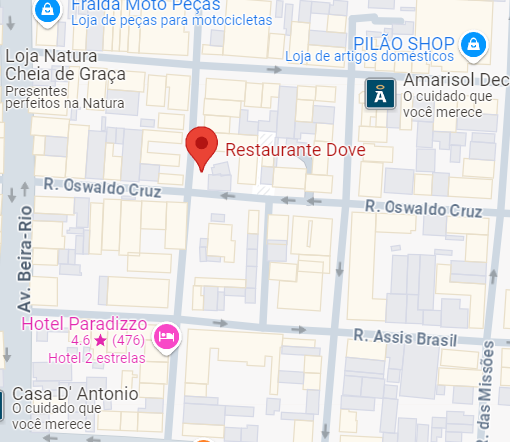 Fralda Moto Peças
Loja de peças para motocicletas
PILÃO SHOP
Loja de artigos domésticos
Loja Natura
Cheia de Graça
Presentes
perfeitos na Natura
Amarisol Dec
O cuidado que
você merece
Restaurante Dove
R. Oswaldo Cruz
R. Oswaldo Cruz
Av. Beira-Rio
Hotel Paradizzo
4.6 ★ (476)
Hotel 2 estrelas
R. Assis Brasil
R. das Missões
Casa D' Antonio
O cuidado que
você merece